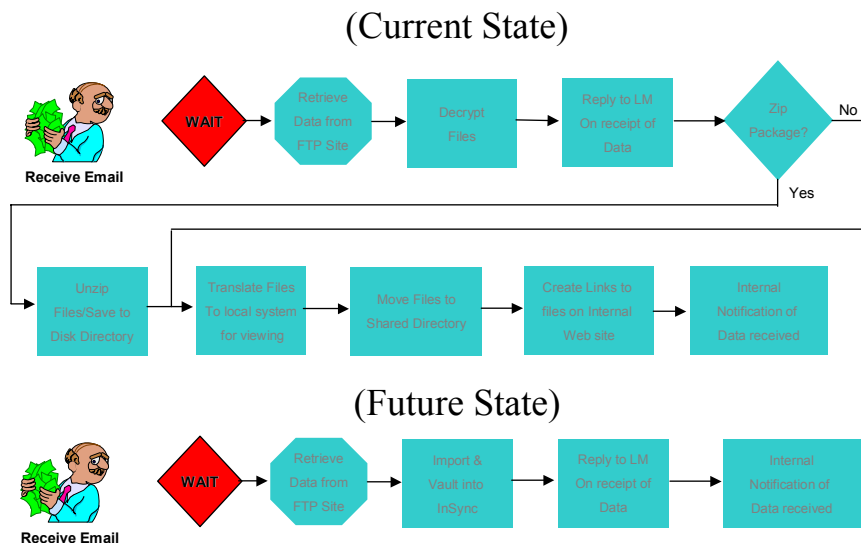 (Current State)
Receive Email
WAIT
Retrieve
Data from
FTP Site
Decrypt
Files
Reply to LM
On receipt of
Data
Zip
Package?
No
Yes
Unzip
Files/Save to
Disk Directory
Translate Files
To local system
for viewing
Move Files to
Shared Directory
Create Links to
files on Internal
Web site
Internal
Notification of
Data received
(Future State)
Receive Email
WAIT
Retrieve
Data from
FTP Site
Import &
Vault into
InSync
Reply to LM
On receipt of
Data
Internal
Notification of
Data received